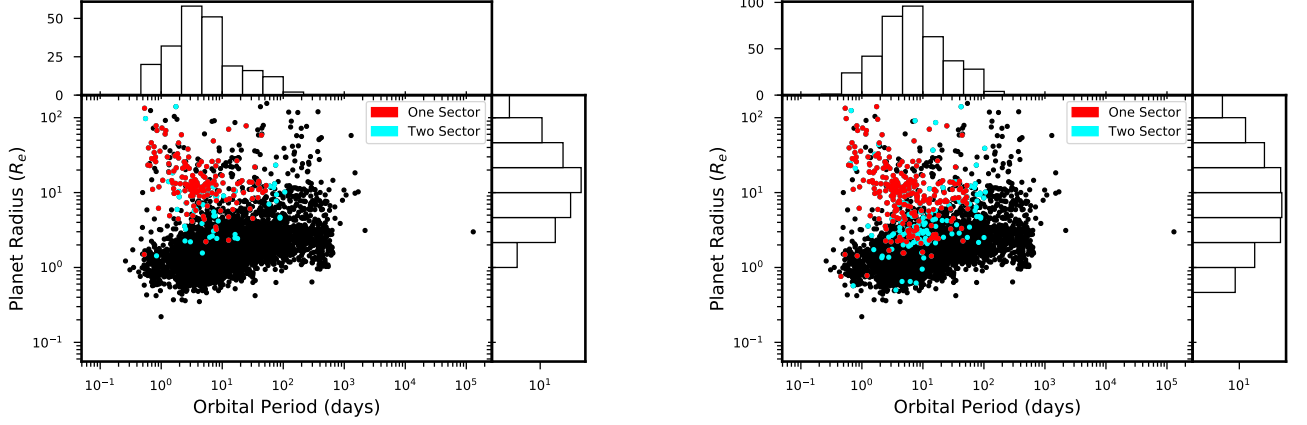 50
25
0
10²
10¹
10⁰
10⁻¹
Planet Radius (Rₑ)
One Sector
Two Sector
10⁻¹ 10⁰ 10¹ 10² 10³ 10⁴ 10⁵
10¹
Orbital Period (days)
100
50
0
10²
10¹
10⁰
10⁻¹
Planet Radius (Rₑ)
One Sector
Two Sector
10⁻¹ 10⁰ 10¹ 10² 10³ 10⁴ 10⁵
10¹
Orbital Period (days)